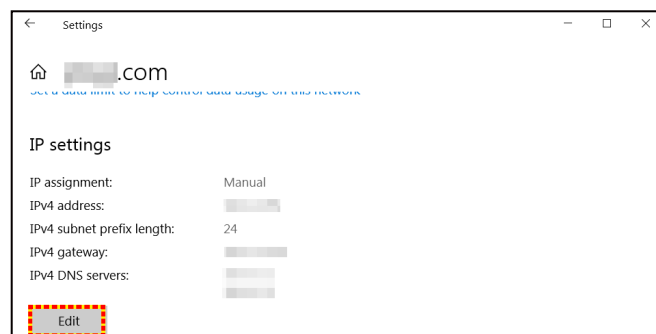 Settings
.com
Set a data limit to help control data usage on this network
IP settings
IP assignment: Manual
IPv4 address:
IPv4 subnet prefix length: 24
IPv4 gateway:
IPv4 DNS servers:
Edit